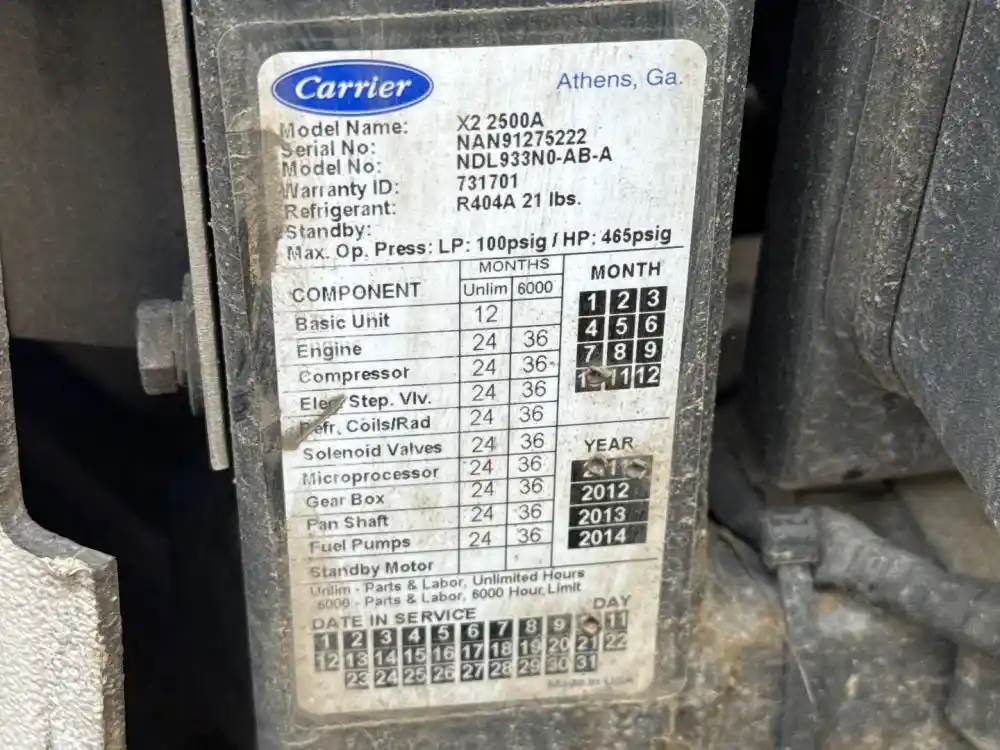 Carrier
Athens, Ga.
Model Name: X2 2500A
Serial No: NAN91275222
Model No: NDL933N0-AB-A
Warranty ID: 731701
Refrigerant: R404A 21 lbs.
Standby:
Max. Op. Press: LP: 100psig / HP: 465psig
MONTHS
COMPONENT Unlim 6000
Basic Unit 12
Engine 24 36
Compressor 24 36
Step. Vlv. 24 36
Refr. Coils/Rad 24 36
Solenoid Valves 24 36
Microprocessor 24 36
Gear Box 24 36
Pan Shaft 24 36
Fuel Pumps 24 36
Standby Motor
MONTH
1 2 3
4 5 6
7 8 9
11 12
YEAR
2012
2013
2014
Unlim - Parts & Labor, Unlimited Hours
6000 - Parts & Labor, 6000 Hour Limit
DATE IN SERVICE DAY
1 2 3 4 5 6 7 8 9 11
12 13 14 15 16 17 18 19 20 21 22
23 24 25 26 27 28 29 30 31
Made in USA